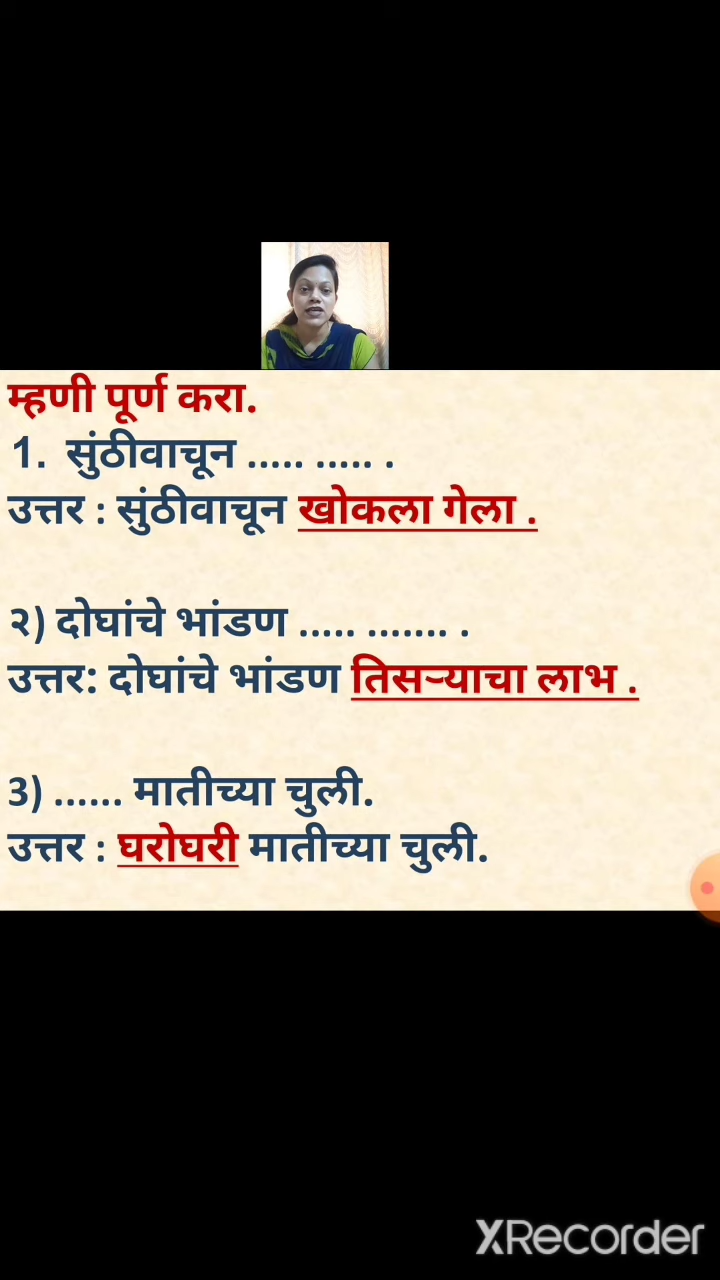 म्हणी पूर्ण करा.
1. सुंठीवाचून ..... ..... .
उत्तर : सुंठीवाचून खोकला गेला .
२) दोघांचे भांडण ..... ....... .
उत्तर: दोघांचे भांडण तिसऱ्याचा लाभ .
3) ...... मातीच्या चुली.
उत्तर : घरोघरी मातीच्या चुली.
XRecorder